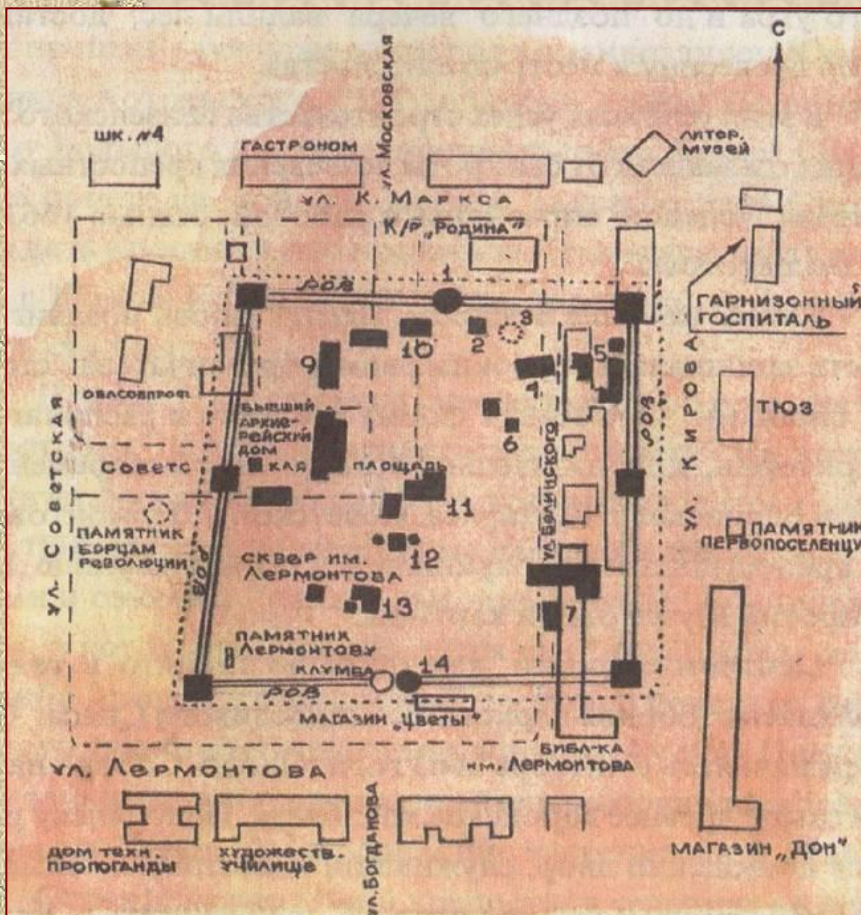 С
ул. Московская
шк. №4
ГАСТРОНОМ
ЛИТЕР.
МУЗЕЙ
ул. К. Маркса
К/Р „Родина"
РОВ
1
ГАРНИЗОННЫЙ
ГОСПИТАЛЬ
9
10
2
3
4
5
6
ОБЛСОВПРОФ.
БЫВШИЙ
АРХИЕ-
РЕЙСКИЙ
ДОМ
РОВ
ул. КИРОВА
ТЮЗ
ул. Советская
Советс
КАЯ
ПЛОЩАДЬ
11
ул. Белинского
ПАМЯТНИК
БОРЦАМ
РЕВОЛЮЦИИ
РОВ
12
ПАМЯТНИК
ПЕРВОПОСЕЛЕНЦУ
СКВЕР ИМ.
ЛЕРМОНТОВА
13
7
ПАМЯТНИК
ЛЕРМОНТОВУ
КЛУМБА
14
РОВ
МАГАЗИН „ЦВЕТЫ"
БИБЛ-КА
ИМ. ЛЕРМОНТОВА
ул. ЛЕРМОНТОВА
ДОМ ТЕХН.
ПРОПОГАНДЫ
ХУДОЖЕСТВ.
УЧИЛИЩЕ
ул. Богданова
МАГАЗИН „ДОН"